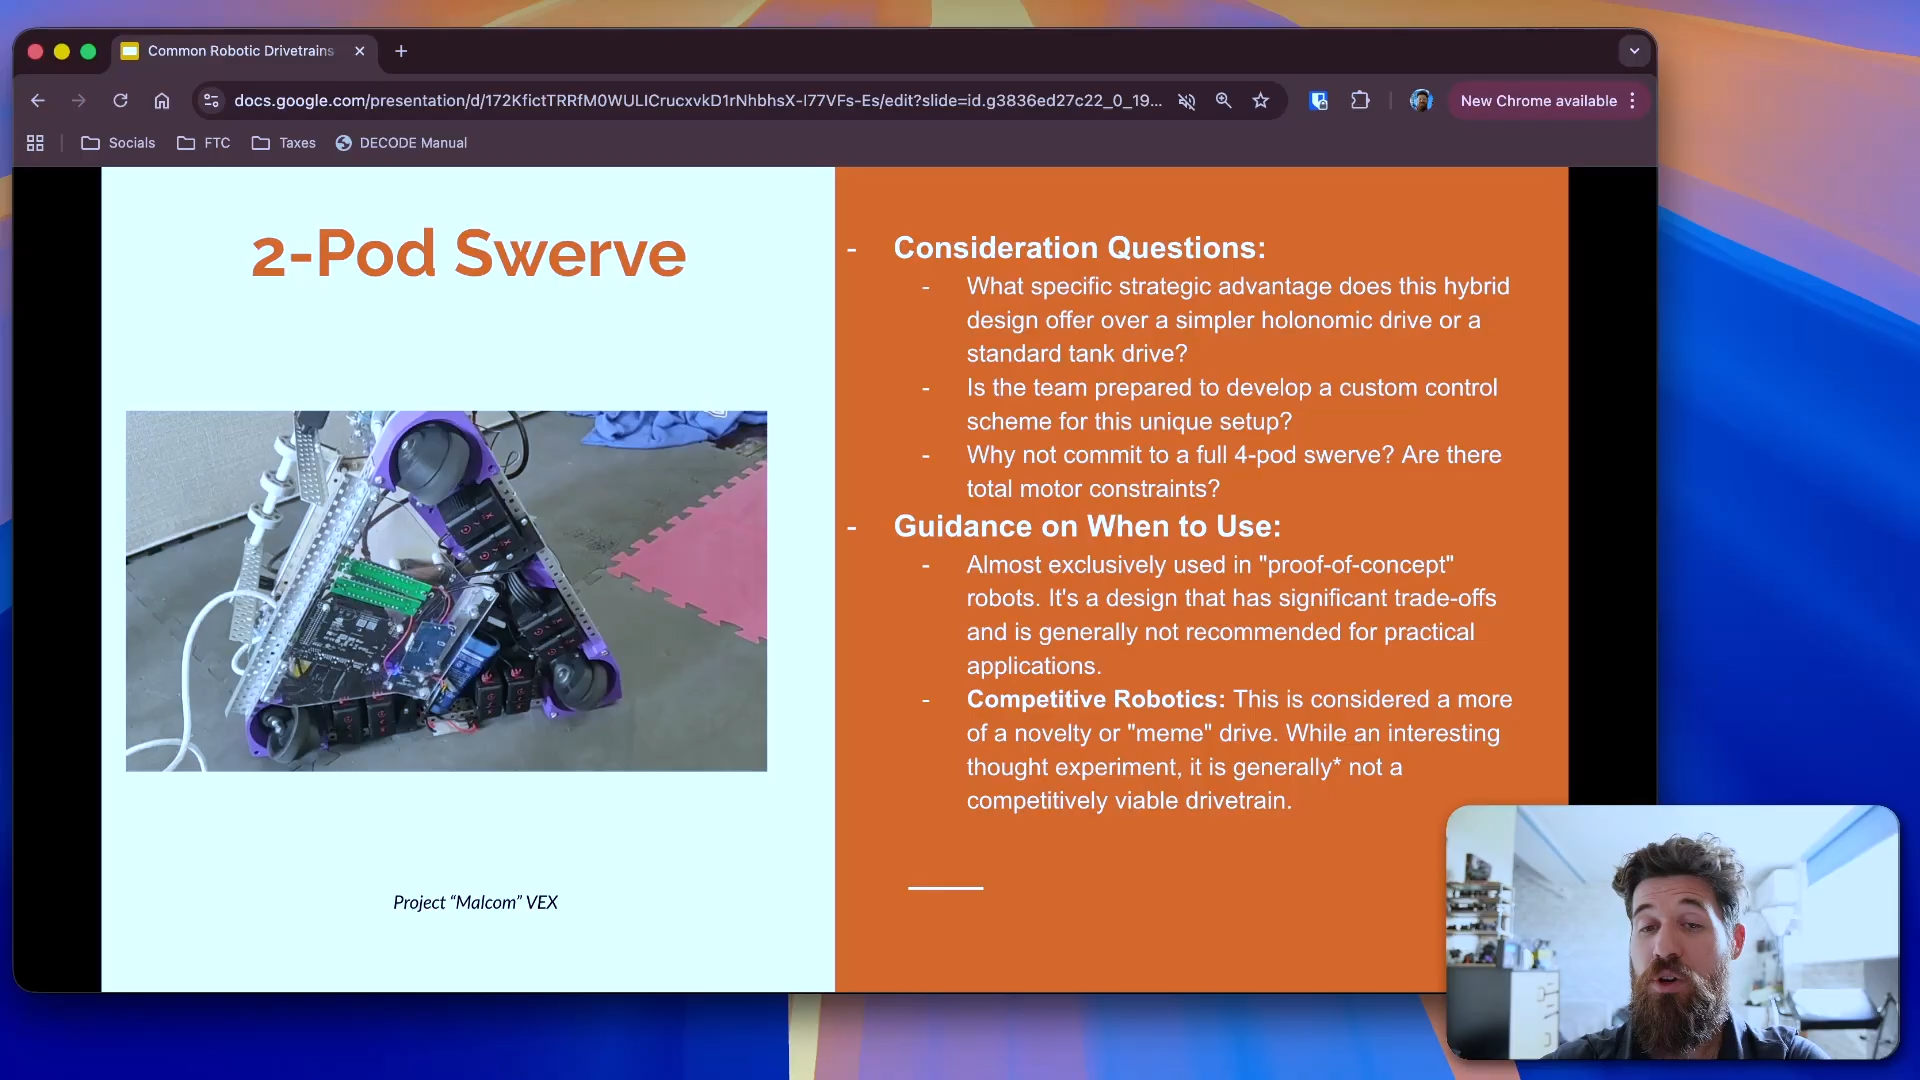 Common Robotic Drivetrains
docs.google.com/presentation/d/172KfictTRRfM0WULICrucxvkD1rNhbhsX-I77VFs-Es/edit?slide=id.g3836ed27c22_0_19...
New Chrome available
Socials
FTC
Taxes
DECODE Manual
2-Pod Swerve
Project “Malcom” VEX
- Consideration Questions:
- What specific strategic advantage does this hybrid
design offer over a simpler holonomic drive or a
standard tank drive?
- Is the team prepared to develop a custom control
scheme for this unique setup?
- Why not commit to a full 4-pod swerve? Are there
total motor constraints?
- Guidance on When to Use:
- Almost exclusively used in "proof-of-concept"
robots. It's a design that has significant trade-offs
and is generally not recommended for practical
applications.
- Competitive Robotics: This is considered a more
of a novelty or "meme" drive. While an interesting
thought experiment, it is generally* not a
competitively viable drivetrain.